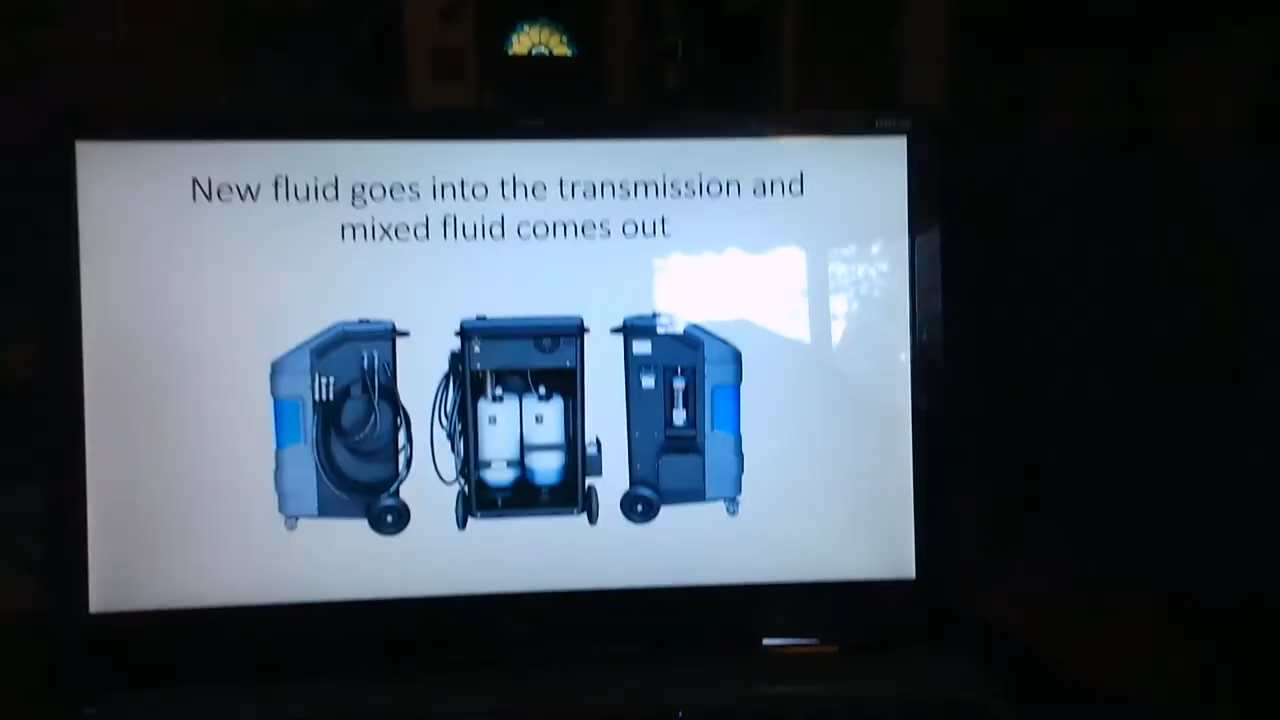 New fluid goes into the transmission and
mixed fluid comes out